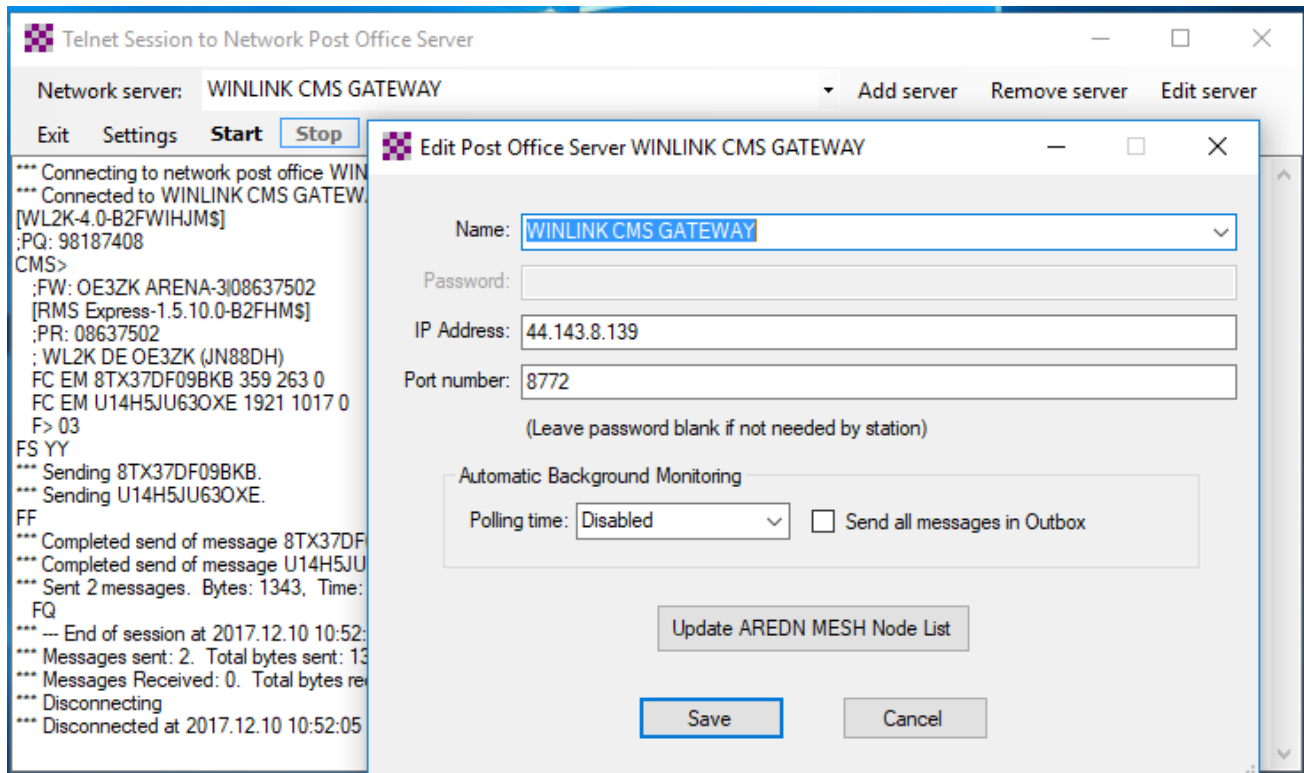 Telnet Session to Network Post Office Server
Network server: WINLINK CMS GATEWAY Add server Remove server Edit server
Exit Settings Start Stop
*** Connecting to network post office WIN
*** Connected to WINLINK CMS GATEW
[WL2K-4.0-B2FWIHJM$]
;PQ: 98187408
CMS>
;FW: OE3ZK ARENA-3|08637502
[RMS Express-1.5.10.0-B2FHM$]
;PR: 08637502
; WL2K DE OE3ZK (JN88DH)
FC EM 8TX37DF09BKB 359 263 0
FC EM U14H5JU63OXE 1921 1017 0
F> 03
FS YY
*** Sending 8TX37DF09BKB.
*** Sending U14H5JU63OXE.
FF
*** Completed send of message 8TX37DF
*** Completed send of message U14H5JU
*** Sent 2 messages. Bytes: 1343, Time:
FQ
*** --- End of session at 2017.12.10 10:52:
*** Messages sent: 2. Total bytes sent: 13
*** Messages Received: 0. Total bytes re
*** Disconnecting
*** Disconnected at 2017.12.10 10:52:05
Edit Post Office Server WINLINK CMS GATEWAY
Name: WINLINK CMS GATEWAY
Password:
IP Address: 44.143.8.139
Port number: 8772
(Leave password blank if not needed by station)
Automatic Background Monitoring
Polling time: Disabled Send all messages in Outbox
Update AREDN MESH Node List
Save Cancel